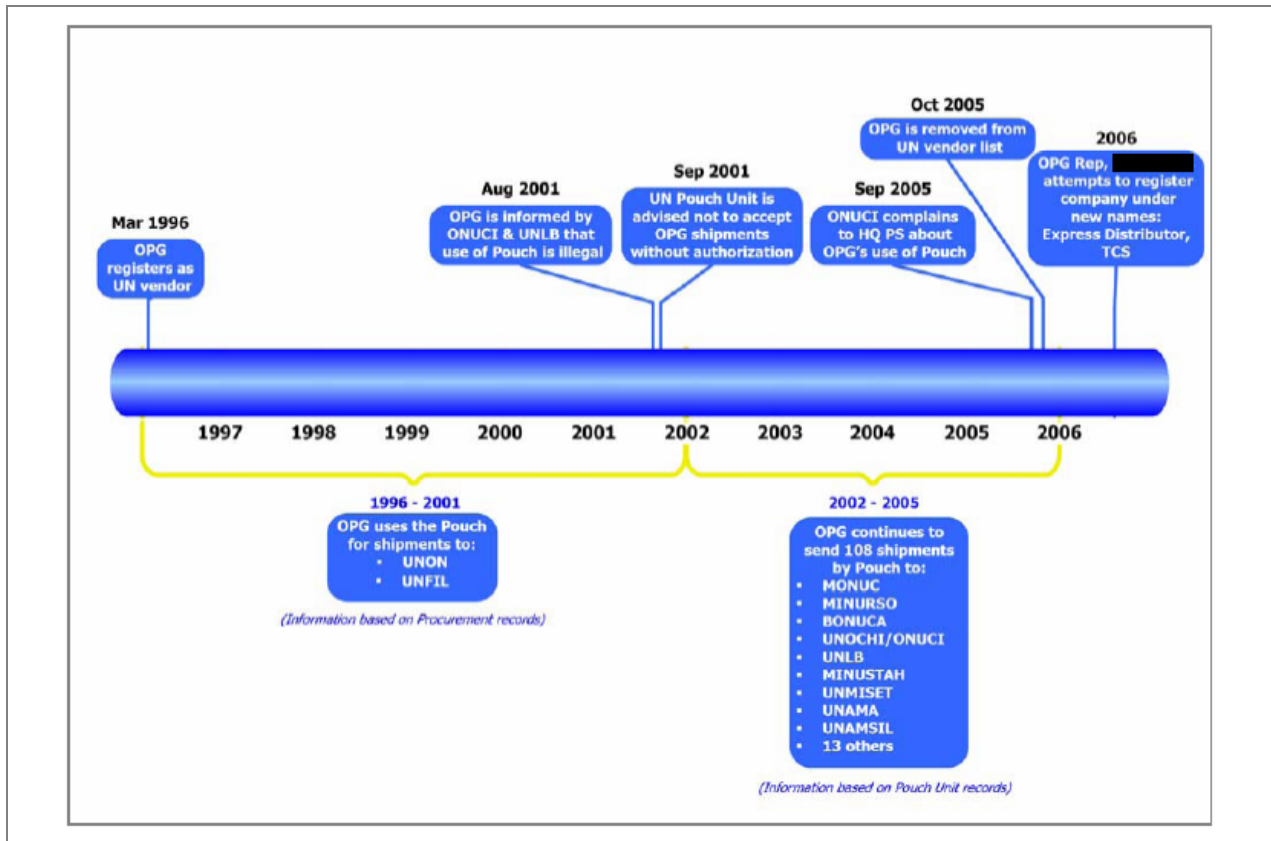 Mar 1996
OPG
registers as
UN vendor
Aug 2001
OPG is informed by
ONUCI & UNLB that
use of Pouch is illegal
Sep 2001
UN Pouch Unit is
advised not to accept
OPG shipments
without authorization
Sep 2005
ONUCI complains
to HQ PS about
OPG's use of Pouch
Oct 2005
OPG is removed from
UN vendor list
2006
OPG Rep,
attempts to register
company under
new names:
Express Distributor,
TCS
1997 1998 1999 2000 2001 2002 2003 2004 2005 2006
1996 - 2001
OPG uses the Pouch
for shipments to:
▪ UNON
▪ UNFIL
(Information based on Procurement records)
2002 - 2005
OPG continues to
send 108 shipments
by Pouch to:
▪ MONUC
▪ MINURSO
▪ BONUCA
▪ UNOCHI/ONUCI
▪ UNLB
▪ MINUSTAH
▪ UNMISET
▪ UNAMA
▪ UNAMSIL
▪ 13 others
(Information based on Pouch Unit records)